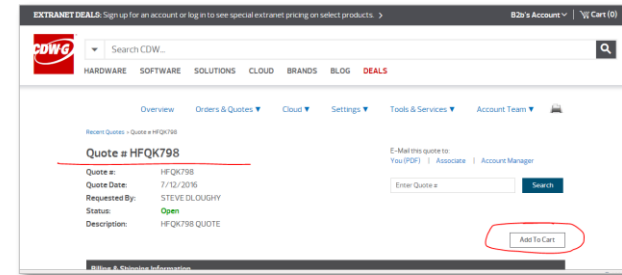 EXTRANET DEALS: Sign up for an account or log in to see special extranet pricing on select products. >
B2b's Account | Cart (0)
CDW·G
Search CDW...
HARDWARE SOFTWARE SOLUTIONS CLOUD BRANDS BLOG DEALS
Overview Orders & Quotes ▼ Cloud ▼ Settings ▼ Tools & Services ▼ Account Team ▼
Recent Quotes > Quote # HFQK798
Quote # HFQK798
E-Mail this quote to:
You (PDF) | Associate | Account Manager
Quote #: HFQK798
Quote Date: 7/12/2016
Enter Quote # Search
Requested By: STEVE DLOUGHY
Status: Open
Description: HFQK798 QUOTE
Add To Cart
Billing & Shipping Information